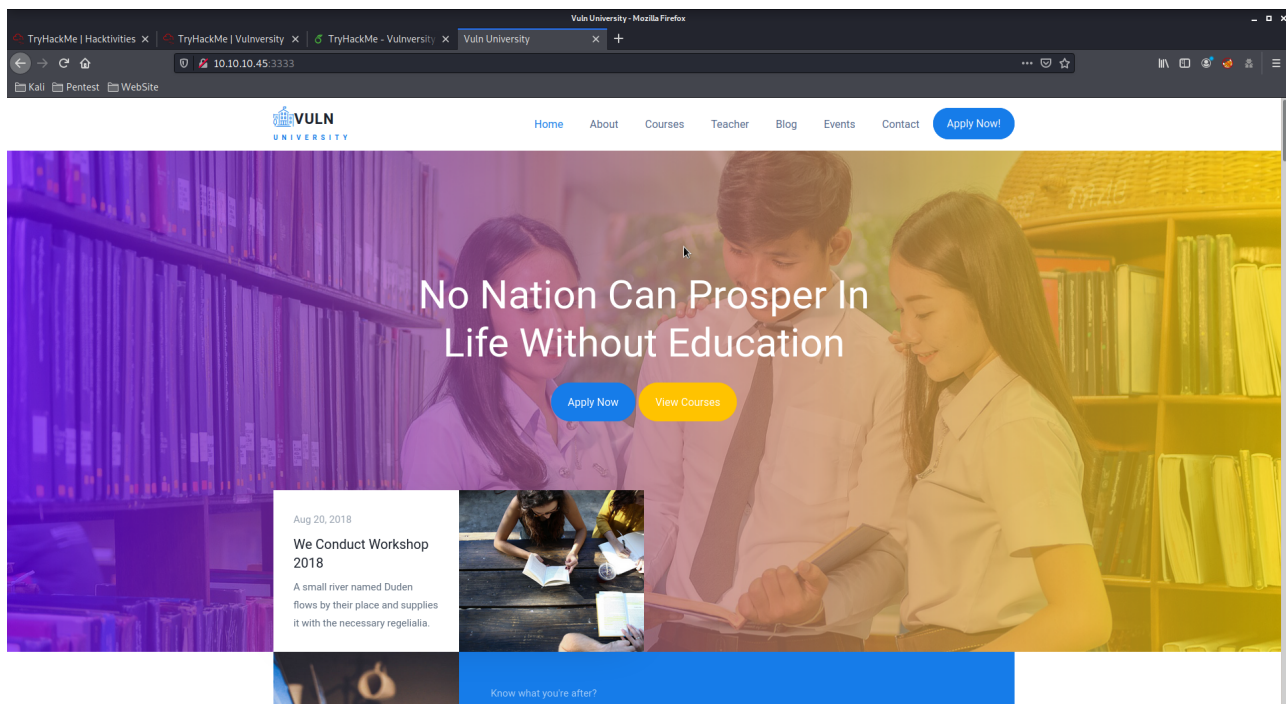 Vuln University - Mozilla Firefox
TryHackMe | Hacktivities
TryHackMe | Vulnversity
TryHackMe - Vulnversity
Vuln University
10.10.10.45:3333
Kali Pentest WebSite
VULN
UNIVERSITY
Home About Courses Teacher Blog Events Contact Apply Now!
No Nation Can Prosper In
Life Without Education
Apply Now View Courses
Aug 20, 2018
We Conduct Workshop
2018
A small river named Duden
flows by their place and supplies
it with the necessary regelialia.
Know what you're after?